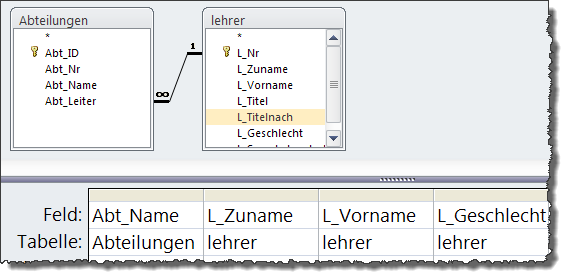 Abteilungen
*
Abt_ID
Abt_Nr
Abt_Name
Abt_Leiter
∞
1
lehrer
*
L_Nr
L_Zuname
L_Vorname
L_Titel
L_Titelnach
L_Geschlecht
Feld: Abt_Name L_Zuname L_Vorname L_Geschlecht
Tabelle: Abteilungen lehrer lehrer lehrer